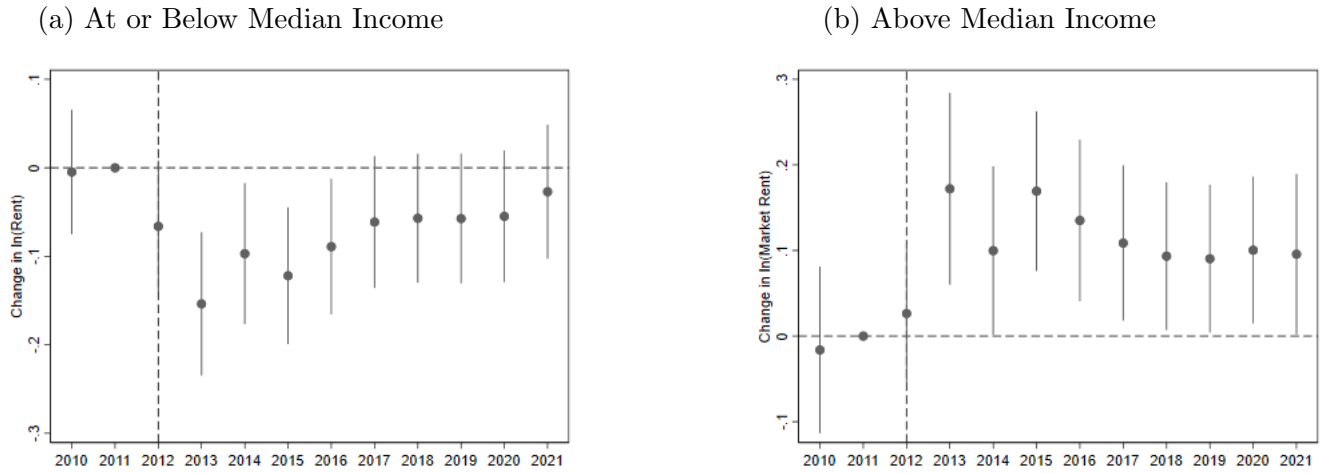 (a) At or Below Median Income
Change in ln(Rent)
.1
0
-.1
-.2
-.3
2010 2011 2012 2013 2014 2015 2016 2017 2018 2019 2020 2021
(b) Above Median Income
Change in ln(Market Rent)
.3
.2
.1
0
-.1
2010 2011 2012 2013 2014 2015 2016 2017 2018 2019 2020 2021